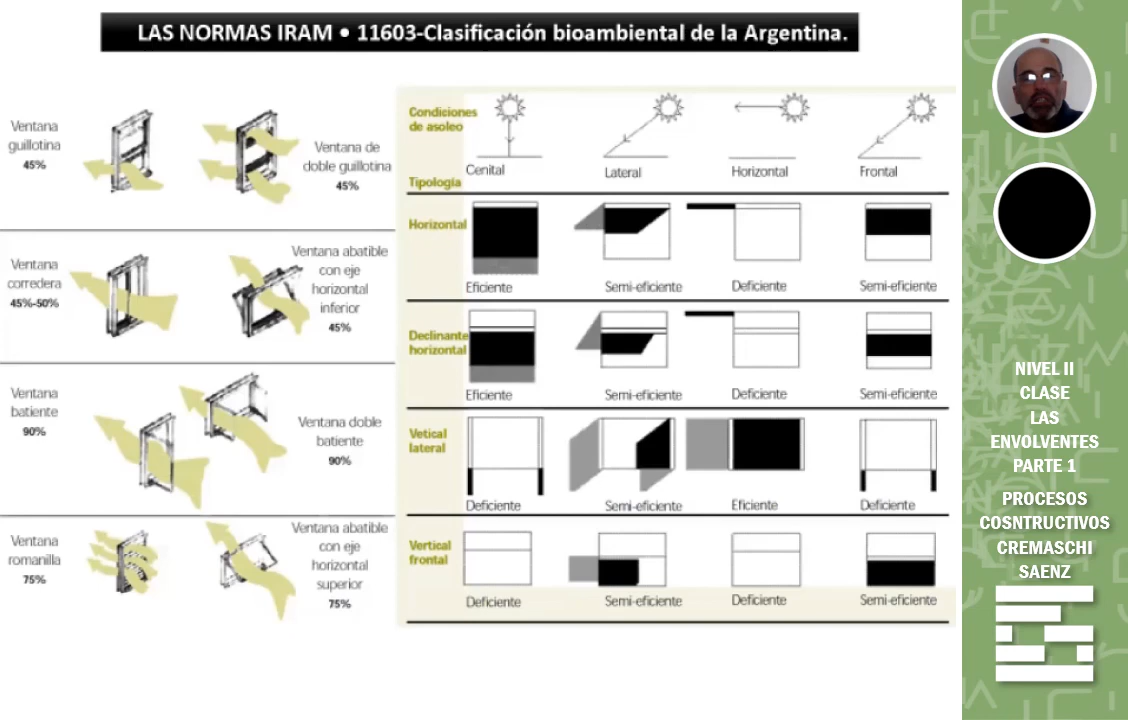 LAS NORMAS IRAM • 11603-Clasificación bioambiental de la Argentina.
Ventana
guillotina
45%
Ventana de
doble guillotina
45%
Ventana
corredera
45%-50%
Ventana abatible
con eje
horizontal
inferior
45%
Ventana
batiente
90%
Ventana doble
batiente
90%
Ventana
romanilla
75%
Ventana abatible
con eje
horizontal
superior
75%
Condiciones
de asoleo
Tipología
Cenital
Lateral
Horizontal
Frontal
Horizontal
Eficiente
Semi-eficiente
Deficiente
Semi-eficiente
Declinante
horizontal
Eficiente
Semi-eficiente
Deficiente
Semi-eficiente
Vetical
lateral
Deficiente
Semi-eficiente
Eficiente
Deficiente
Vertical
frontal
Deficiente
Semi-eficiente
Deficiente
Semi-eficiente
NIVEL II
CLASE
LAS
ENVOLVENTES
PARTE 1
PROCESOS
COSNTRUCTIVOS
CREMASCHI
SAENZ